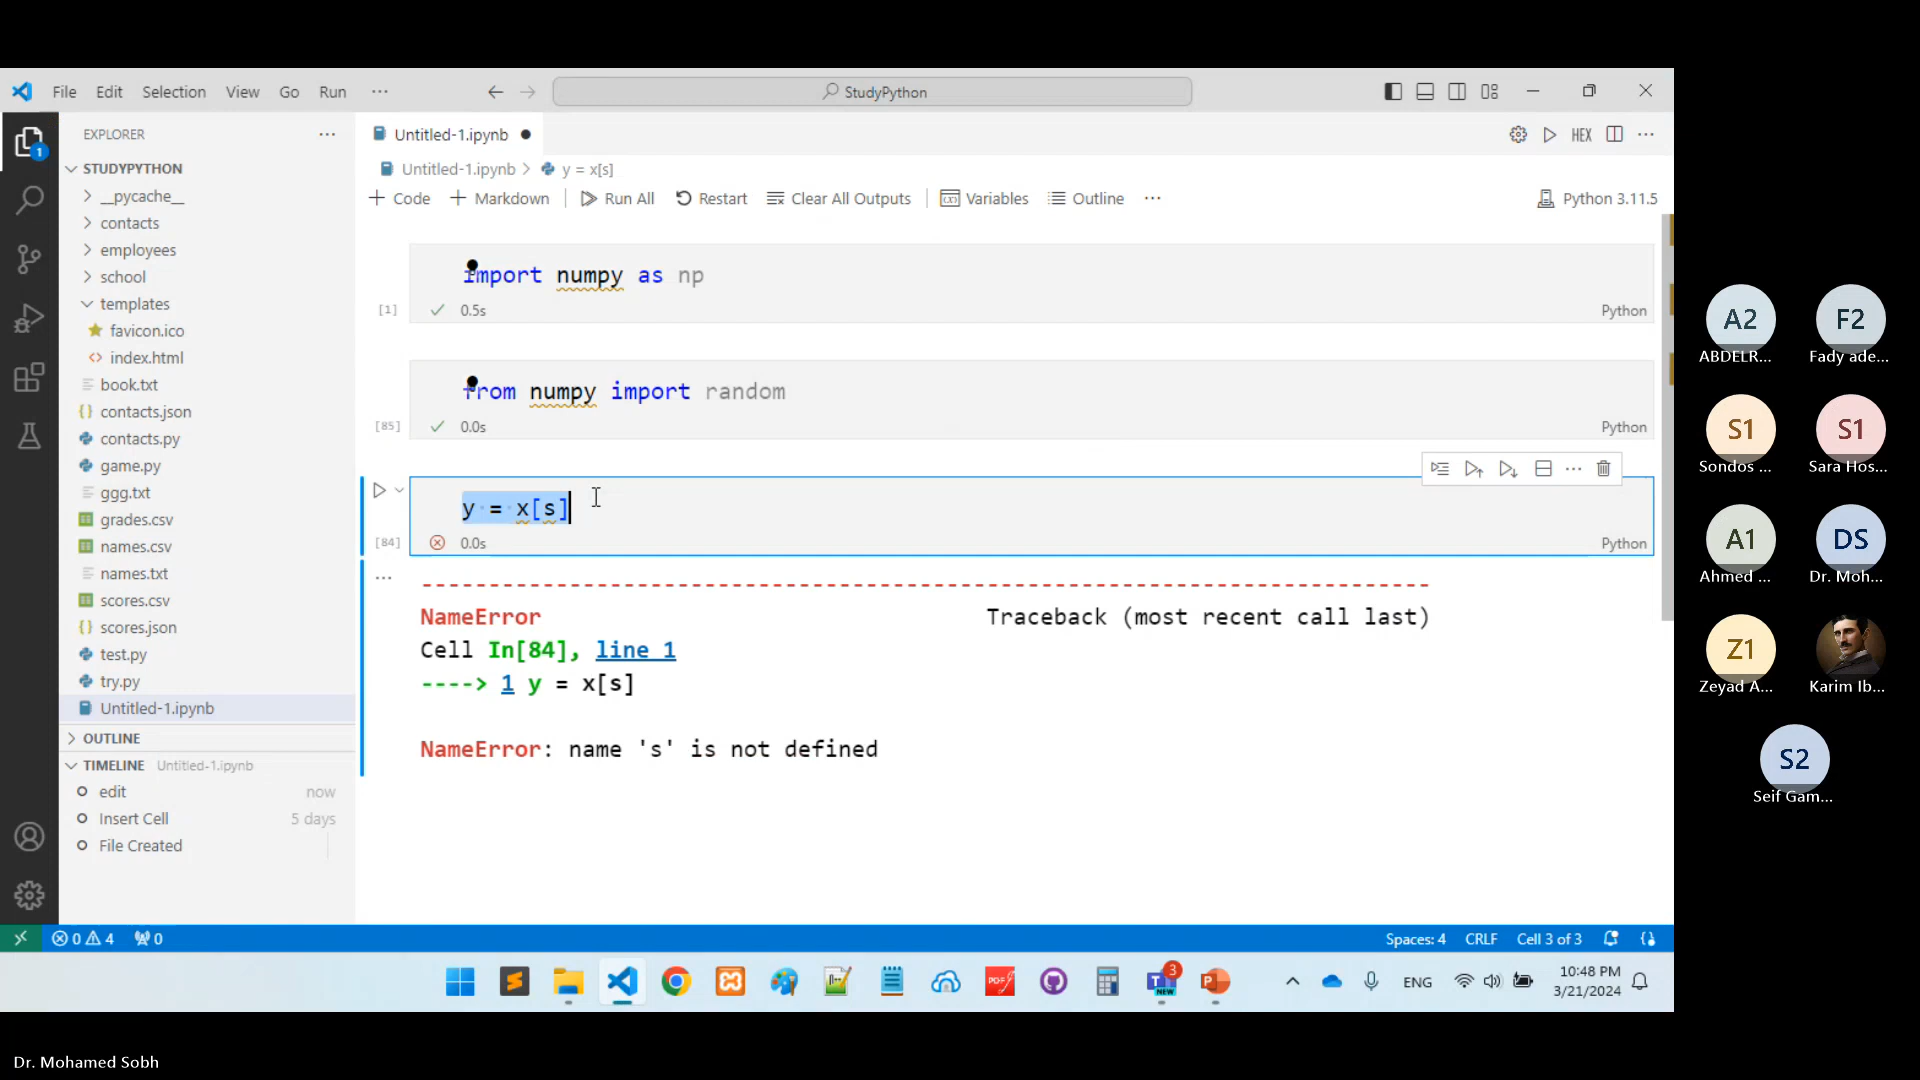 File Edit Selection View Go Run ···
StudyPython
EXPLORER
STUDYPYTHON
__pycache__
contacts
employees
school
templates
favicon.ico
index.html
book.txt
contacts.json
contacts.py
game.py
ggg.txt
grades.csv
names.csv
names.txt
scores.csv
scores.json
test.py
try.py
Untitled-1.ipynb
OUTLINE
TIMELINE Untitled-1.ipynb
edit now
Insert Cell 5 days
File Created
Untitled-1.ipynb
HEX
Untitled-1.ipynb > y = x[s]
+ Code + Markdown Run All Restart Clear All Outputs Variables Outline ···
Python 3.11.5
import numpy as np
[1] 0.5s Python
from numpy import random
[85] 0.0s Python
y = x[s]
[84] 0.0s Python
---------------------------------------------------------------------------
NameError Traceback (most recent call last)
Cell In[84], line 1
----> 1 y = x[s]
NameError: name 's' is not defined
0 4 0
Spaces: 4 CRLF Cell 3 of 3
3
NEW
PDF
ENG
10:48 PM
3/21/2024
1
A2
ABDELR...
F2
Fady ade...
S1
Sondos ...
S1
Sara Hos...
A1
Ahmed ...
DS
Dr. Moh...
Z1
Zeyad A...
Karim Ib...
S2
Seif Gam...
Dr. Mohamed Sobh